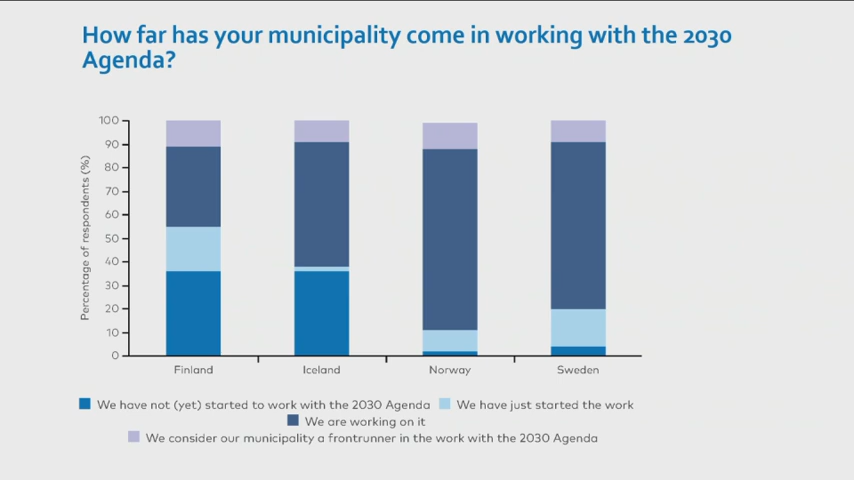 How far has your municipality come in working with the 2030
Agenda?
Percentage of respondents (%)
100
90
80
70
60
50
40
30
20
10
0
Finland Iceland Norway Sweden
We have not (yet) started to work with the 2030 Agenda We have just started the work
We are working on it
We consider our municipality a frontrunner in the work with the 2030 Agenda